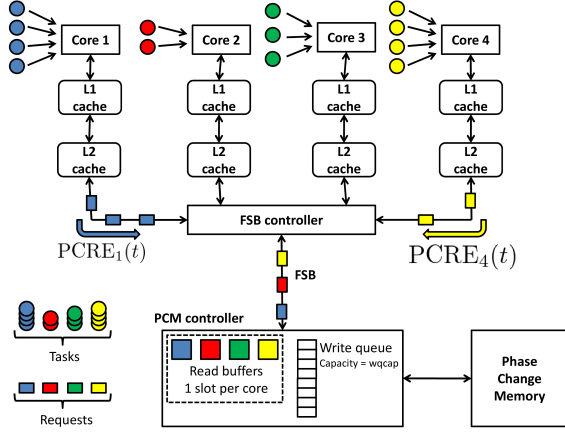 Core 1
Core 2
Core 3
Core 4
L1
cache
L1
cache
L1
cache
L1
cache
L2
cache
L2
cache
L2
cache
L2
cache
FSB controller
PCRE₁(t)
PCRE₄(t)
FSB
PCM controller
Tasks
Read buffers
1 slot per core
Write queue
Capacity = wqcap
Phase
Change
Memory
Requests